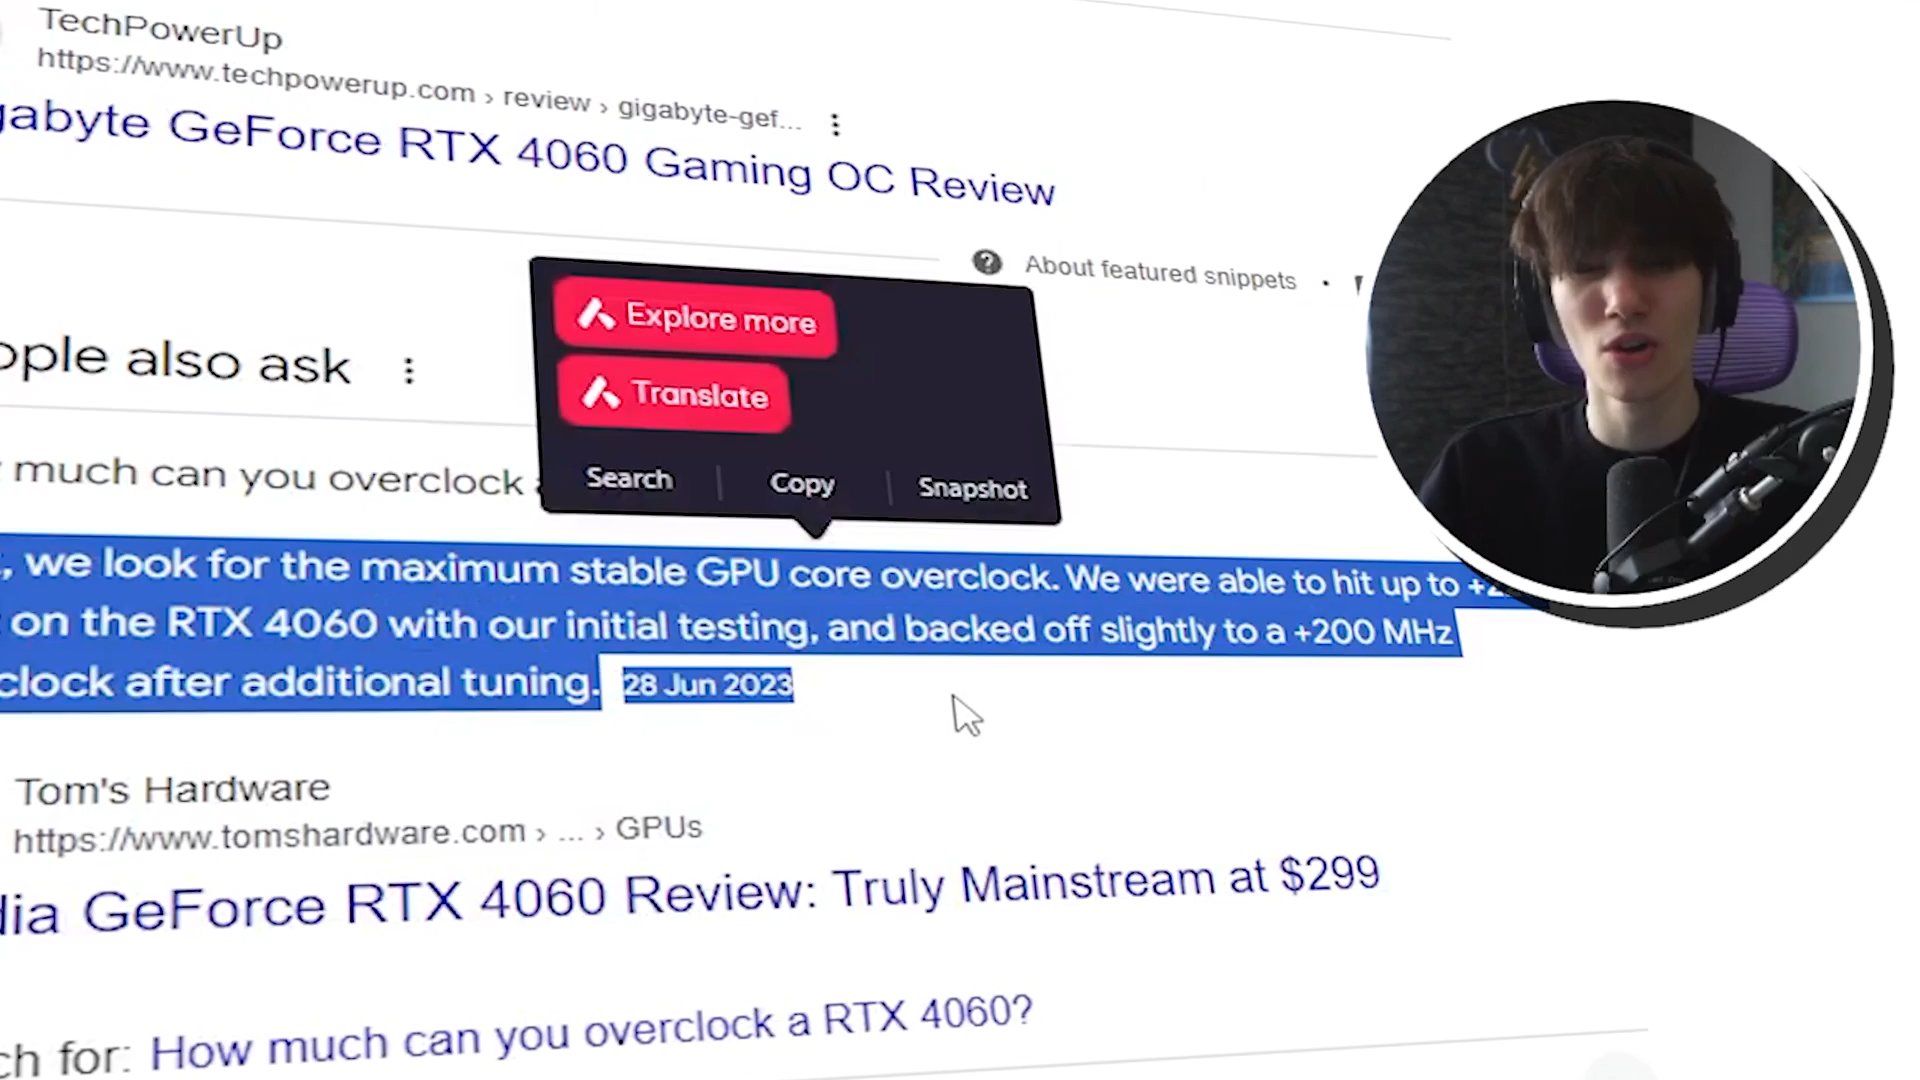 TechPowerUp
https://www.techpowerup.com › review › gigabyte-gef...
gabyte GeForce RTX 4060 Gaming OC Review
About featured snippets
ople also ask
Explore more
Translate
much can you overclock
Search
Copy
Snapshot
, we look for the maximum stable GPU core overclock. We were able to hit up to +2
on the RTX 4060 with our initial testing, and backed off slightly to a +200 MHz
clock after additional tuning. 28 Jun 2023
Tom's Hardware
https://www.tomshardware.com › ... › GPUs
dia GeForce RTX 4060 Review: Truly Mainstream at $299
ch for: How much can you overclock a RTX 4060?